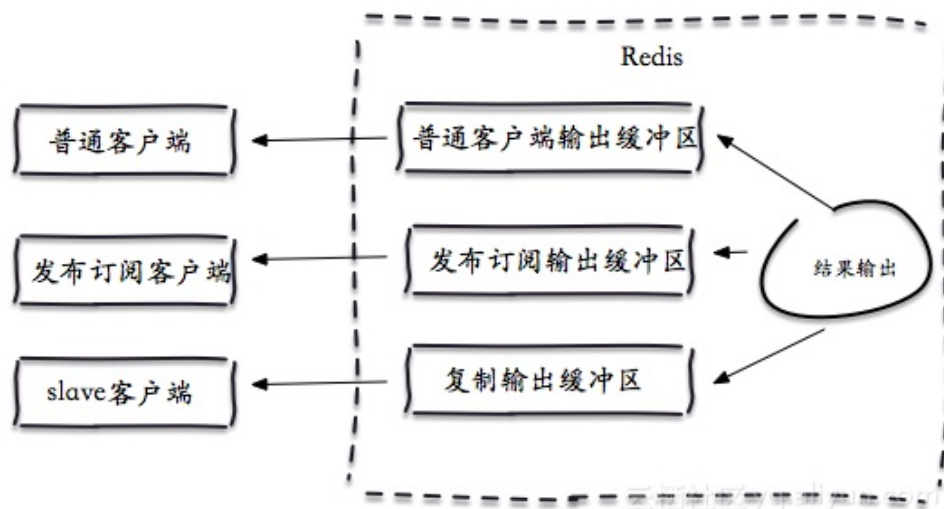 Redis
普通客户端
普通客户端输出缓冲区
发布订阅客户端
发布订阅输出缓冲区
结果输出
slave客户端
复制输出缓冲区